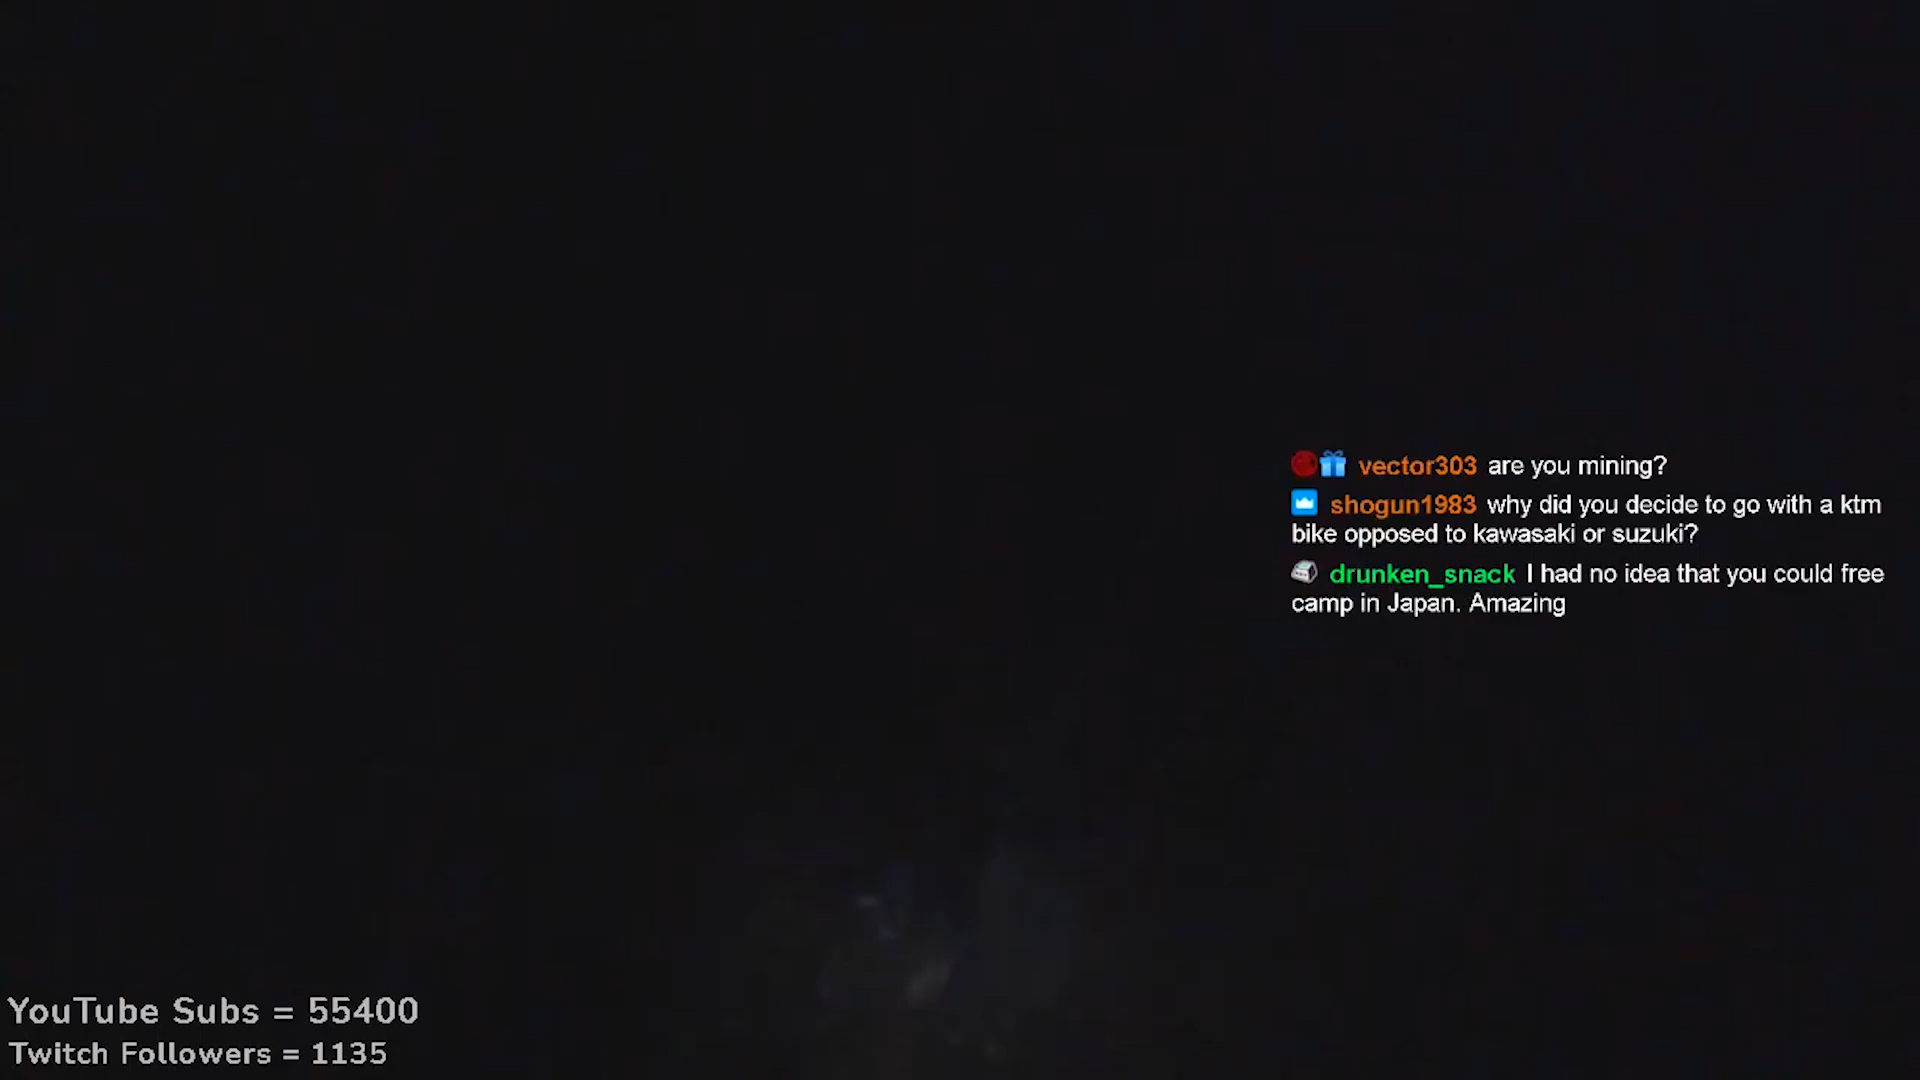 vector303 are you mining?
shogun1983 why did you decide to go with a ktm
bike opposed to kawasaki or suzuki?
drunken_snack I had no idea that you could free
camp in Japan. Amazing
YouTube Subs = 55400
Twitch Followers = 1135